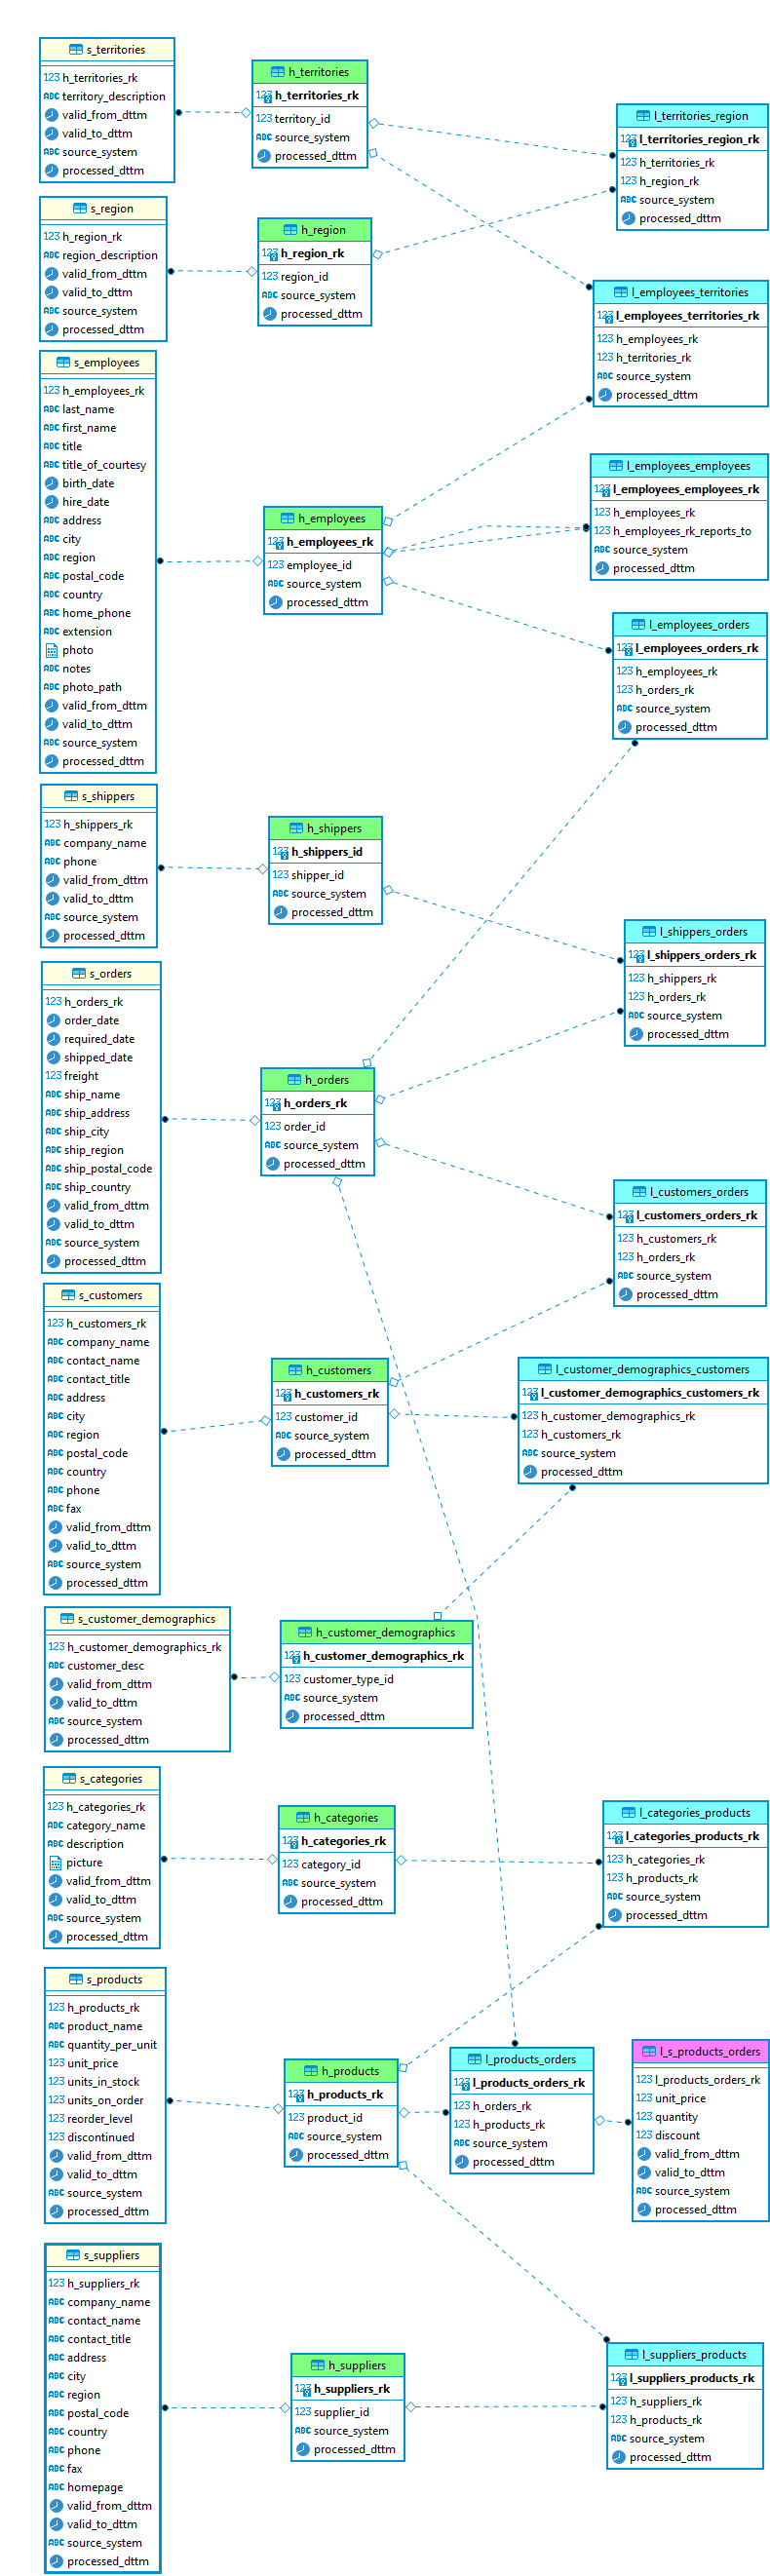 s_territories
123 h_territories_rk
ABC territory_description
valid_from_dttm
valid_to_dttm
ABC source_system
processed_dttm
h_territories
123 h_territories_rk
123 territory_id
ABC source_system
processed_dttm
l_territories_region
123 l_territories_region_rk
123 h_territories_rk
123 h_region_rk
ABC source_system
processed_dttm
s_region
123 h_region_rk
ABC region_description
valid_from_dttm
valid_to_dttm
ABC source_system
processed_dttm
h_region
123 h_region_rk
123 region_id
ABC source_system
processed_dttm
l_employees_territories
123 l_employees_territories_rk
123 h_employees_rk
123 h_territories_rk
ABC source_system
processed_dttm
s_employees
123 h_employees_rk
ABC last_name
ABC first_name
ABC title
ABC title_of_courtesy
birth_date
hire_date
ABC address
ABC city
ABC region
ABC postal_code
ABC country
ABC home_phone
ABC extension
photo
ABC notes
ABC photo_path
valid_from_dttm
valid_to_dttm
ABC source_system
processed_dttm
h_employees
123 h_employees_rk
123 employee_id
ABC source_system
processed_dttm
l_employees_employees
123 l_employees_employees_rk
123 h_employees_rk
123 h_employees_rk_reports_to
ABC source_system
processed_dttm
l_employees_orders
123 l_employees_orders_rk
123 h_employees_rk
123 h_orders_rk
ABC source_system
processed_dttm
s_shippers
123 h_shippers_rk
ABC company_name
ABC phone
valid_from_dttm
valid_to_dttm
ABC source_system
processed_dttm
h_shippers
123 h_shippers_id
123 shipper_id
ABC source_system
processed_dttm
l_shippers_orders
123 l_shippers_orders_rk
123 h_shippers_rk
123 h_orders_rk
ABC source_system
processed_dttm
s_orders
123 h_orders_rk
order_date
required_date
shipped_date
123 freight
ABC ship_name
ABC ship_address
ABC ship_city
ABC ship_region
ABC ship_postal_code
ABC ship_country
valid_from_dttm
valid_to_dttm
ABC source_system
processed_dttm
h_orders
123 h_orders_rk
123 order_id
ABC source_system
processed_dttm
l_customers_orders
123 l_customers_orders_rk
123 h_customers_rk
123 h_orders_rk
ABC source_system
processed_dttm
s_customers
123 h_customers_rk
ABC company_name
ABC contact_name
ABC contact_title
ABC address
ABC city
ABC region
ABC postal_code
ABC country
ABC phone
ABC fax
valid_from_dttm
valid_to_dttm
ABC source_system
processed_dttm
h_customers
123 h_customers_rk
123 customer_id
ABC source_system
processed_dttm
l_customer_demographics_customers
123 l_customer_demographics_customers_rk
123 h_customer_demographics_rk
123 h_customers_rk
ABC source_system
processed_dttm
s_customer_demographics
123 h_customer_demographics_rk
ABC customer_desc
valid_from_dttm
valid_to_dttm
ABC source_system
processed_dttm
h_customer_demographics
123 h_customer_demographics_rk
123 customer_type_id
ABC source_system
processed_dttm
s_categories
123 h_categories_rk
ABC category_name
ABC description
picture
valid_from_dttm
valid_to_dttm
ABC source_system
processed_dttm
h_categories
123 h_categories_rk
123 category_id
ABC source_system
processed_dttm
l_categories_products
123 l_categories_products_rk
123 h_categories_rk
123 h_products_rk
ABC source_system
processed_dttm
s_products
123 h_products_rk
ABC product_name
ABC quantity_per_unit
123 unit_price
123 units_in_stock
123 units_on_order
123 reorder_level
123 discontinued
valid_from_dttm
valid_to_dttm
ABC source_system
processed_dttm
h_products
123 h_products_rk
123 product_id
ABC source_system
processed_dttm
l_products_orders
123 l_products_orders_rk
123 h_orders_rk
123 h_products_rk
ABC source_system
processed_dttm
l_s_products_orders
123 l_products_orders_rk
123 unit_price
123 quantity
123 discount
valid_from_dttm
valid_to_dttm
ABC source_system
processed_dttm
s_suppliers
123 h_suppliers_rk
ABC company_name
ABC contact_name
ABC contact_title
ABC address
ABC city
ABC region
ABC postal_code
ABC country
ABC phone
ABC fax
ABC homepage
valid_from_dttm
valid_to_dttm
ABC source_system
processed_dttm
h_suppliers
123 h_suppliers_rk
123 supplier_id
ABC source_system
processed_dttm
l_suppliers_products
123 l_suppliers_products_rk
123 h_suppliers_rk
123 h_products_rk
ABC source_system
processed_dttm